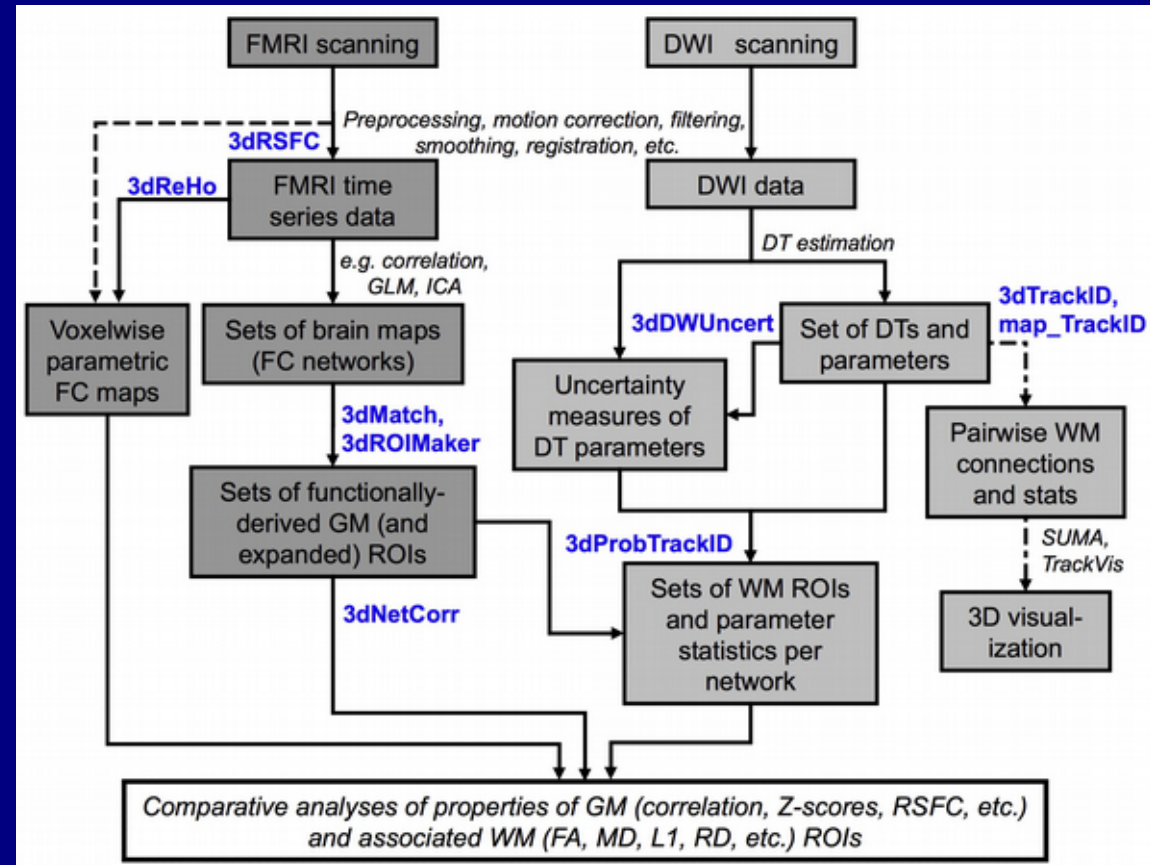 FMRI scanning
DWI scanning
Preprocessing, motion correction, filtering,
smoothing, registration, etc.
3dRSFC
3dReHo
FMRI time
series data
DWI data
e.g. correlation,
GLM, ICA
DT estimation
Voxelwise
parametric
FC maps
Sets of brain maps
(FC networks)
3dDWUncert
Set of DTs and
parameters
3dTrackID,
map_TrackID
Uncertainty
measures of
DT parameters
3dMatch,
3dROIMaker
Pairwise WM
connections
and stats
Sets of functionally-
derived GM (and
expanded) ROIs
3dProbTrackID
SUMA,
TrackVis
Sets of WM ROIs
and parameter
statistics per
network
3D visual-
ization
3dNetCorr
Comparative analyses of properties of GM (correlation, Z-scores, RSFC, etc.)
and associated WM (FA, MD, L1, RD, etc.) ROIs